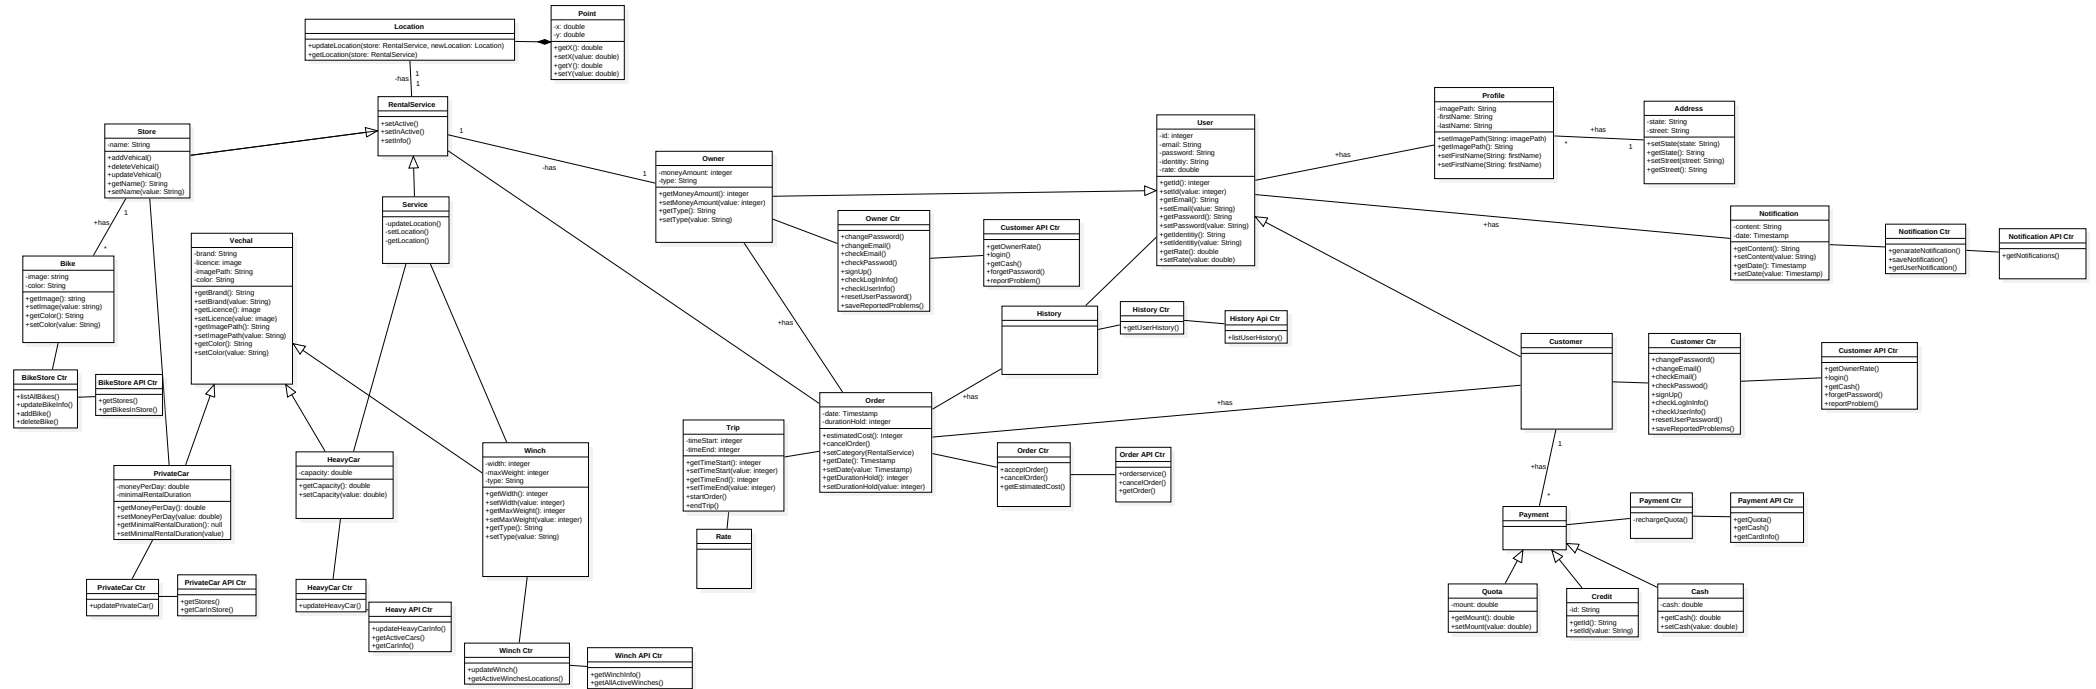 Location
+updateLocation(store: RentalService, newLocation: Location)
+getLocation(store: RentalService)
Point
-x: double
-y: double
+getX(): double
+setX(value: double)
+getY(): double
+setY(value: double)
-has
1
1
RentalService
+setActive()
+setInActive()
+setInfo()
Store
-name: String
+addVehical()
+deleteVehical()
+updateVehical()
+getName(): String
+setName(value: String)
+has
1
*
Bike
-image: string
-color: String
+getImage(): string
+setImage(value: string)
+getColor(): String
+setColor(value: String)
BikeStore Ctr
+listAllBikes()
+updateBikeInfo()
+addBike()
+deleteBike()
BikeStore API Ctr
+getStores()
+getBikesInStore()
Vechal
-brand: String
-licence: image
-imagePath: String
-color: String
+getBrand(): String
+setBrand(value: String)
+getLicence(): image
+setLicence(value: image)
+getImagePath(): String
+setImagePath(value: String)
+getColor(): String
+setColor(value: String)
Service
-updateLocation()
-setLocation()
-getLocation()
1
-has
1
Owner
-moneyAmount: integer
-type: String
+getMoneyAmount(): integer
+setMoneyAmount(value: integer)
+getType(): String
+setType(value: String)
Owner Ctr
+changePassword()
+changeEmail()
+checkEmail()
+checkPasswod()
+signUp()
+checkLogInInfo()
+checkUserInfo()
+resetUserPassword()
+saveReportedProblems()
Customer API Ctr
+getOwnerRate()
+login()
+getCash()
+forgetPassword()
+reportProblem()
User
-id: integer
-email: String
-password: String
-identitiy: String
-rate: double
+getId(): integer
+setId(value: integer)
+getEmail(): String
+setEmail(value: String)
+getPassword(): String
+setPassword(value: String)
+getIdentitiy(): String
+setIdentitiy(value: String)
+getRate(): double
+setRate(value: double)
+has
Profile
-imagePath: String
-firstName: String
-lastName: String
+setImagePath(String: imagePath)
+getImagePath(): String
+setFirstName(String: firstName)
+setFirstName(String: firstName)
+has
*
1
Address
-state: String
-street: String
+setState(state: String)
+getState(): String
+setStreet(street: String)
+getStreet(): String
+has
Notification
-content: String
-date: Timestamp
+getContent(): String
+setContent(value: String)
+getDate(): Timestamp
+setDate(value: Timestamp)
Notification Ctr
+genarateNotification()
+saveNotification()
+getUserNotification()
Notification API Ctr
+getNotifications()
History
History Ctr
+getUserHistory()
History Api Ctr
+listUserHistory()
+has
+has
+has
Customer
Customer Ctr
+changePassword()
+changeEmail()
+checkEmail()
+checkPasswod()
+signUp()
+checkLogInInfo()
+checkUserInfo()
+resetUserPassword()
+saveReportedProblems()
Customer API Ctr
+getOwnerRate()
+login()
+getCash()
+forgetPassword()
+reportProblem()
Order
-date: Timestamp
-durationHold: integer
+estimatedCost(): Integer
+cancelOrder()
+setCategory(RentalService)
+getDate(): Timestamp
+setDate(value: Timestamp)
+getDurationHold(): integer
+setDurationHold(value: integer)
Trip
-timeStart: integer
-timeEnd: integer
+getTimeStart(): integer
+setTimeStart(value: integer)
+getTimeEnd(): integer
+setTimeEnd(value: integer)
+startOrder()
+endTrip()
Rate
Order Ctr
+acceptOrder()
+cancelOrder()
+getEstimatedCost()
Order API Ctr
+orderservice()
+cancelOrder()
+getOrder()
1
+has
*
Payment
Payment Ctr
-rechargeQuota()
Payment API Ctr
+getQuota()
+getCash()
+getCardInfo()
Quota
-mount: double
+getMount(): double
+setMount(value: double)
Credit
-id: String
+getId(): String
+setId(value: String)
Cash
-cash: double
+getCash(): double
+setCash(value: double)
PrivateCar
-moneyPerDay: double
-minimalRentalDuration
+getMoneyPerDay(): double
+setMoneyPerDay(value: double)
+getMinimalRentalDuration(): null
+setMinimalRentalDuration(value)
PrivateCar Ctr
+updatePrivateCar()
PrivateCar API Ctr
+getStores()
+getCarInStore()
HeavyCar
-capacity: double
+getCapacity(): double
+setCapacity(value: double)
HeavyCar Ctr
+updateHeavyCar()
Heavy API Ctr
+updateHeavyCarInfo()
+getActiveCars()
+getCarInfo()
Winch
-width: integer
-maxWeight: integer
-type: String
+getWidth(): integer
+setWidth(value: integer)
+getMaxWeight(): integer
+setMaxWeight(value: integer)
+getType(): String
+setType(value: String)
Winch Ctr
+updateWinch()
+getActiveWinchesLocations()
Winch API Ctr
+getWinchInfo()
+getAllActiveWinches()